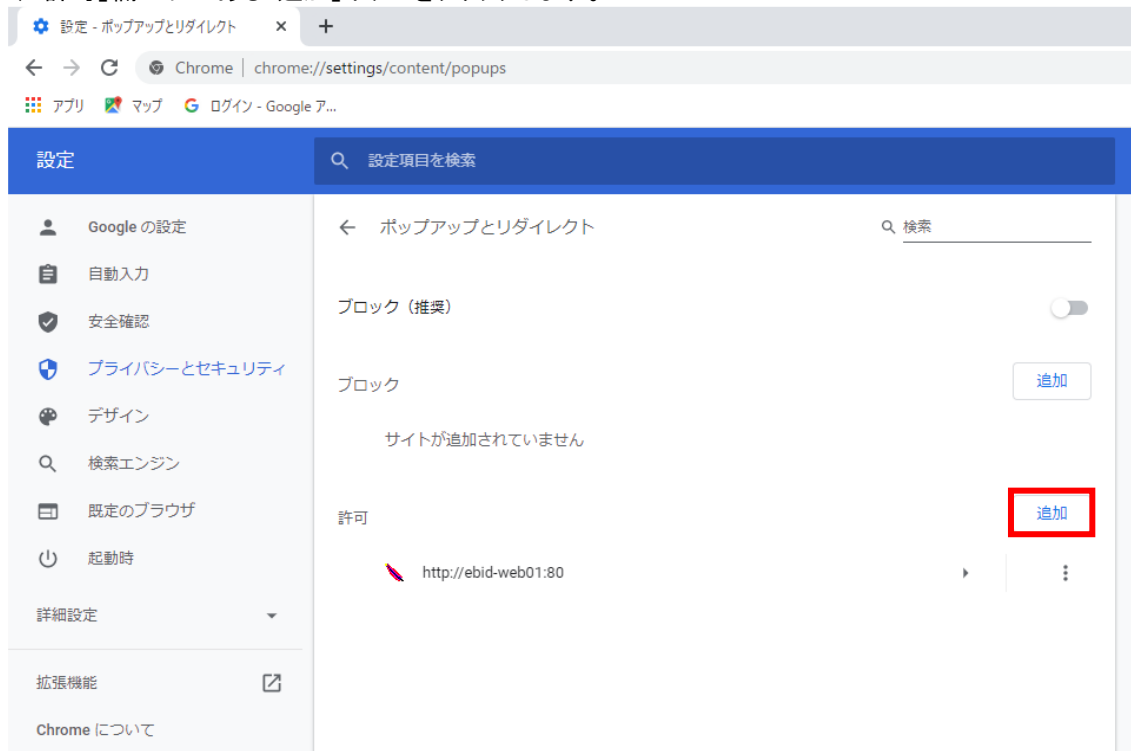 設定 - ポップアップとリダイレクト × +
Chrome | chrome://settings/content/popups
アプリ マップ G ログイン - Google ア...
設定
設定項目を検索
Google の設定
自動入力
安全確認
プライバシーとセキュリティ
デザイン
検索エンジン
既定のブラウザ
起動時
詳細設定
拡張機能
Chrome について
ポップアップとリダイレクト
検索
ブロック（推奨）
ブロック
追加
サイトが追加されていません
許可
追加
http://ebid-web01:80